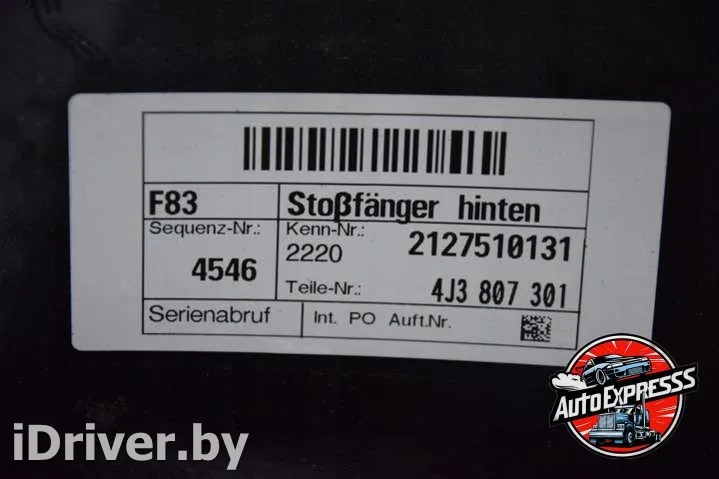 F83
Stoßfänger hinten
Sequenz-Nr.:
4546
Kenn-Nr.:
2220
2127510131
Teile-Nr.:
4J3 807 301
Serienabruf
Int. PO Auft.Nr.
AutoExpresss
iDriver.by